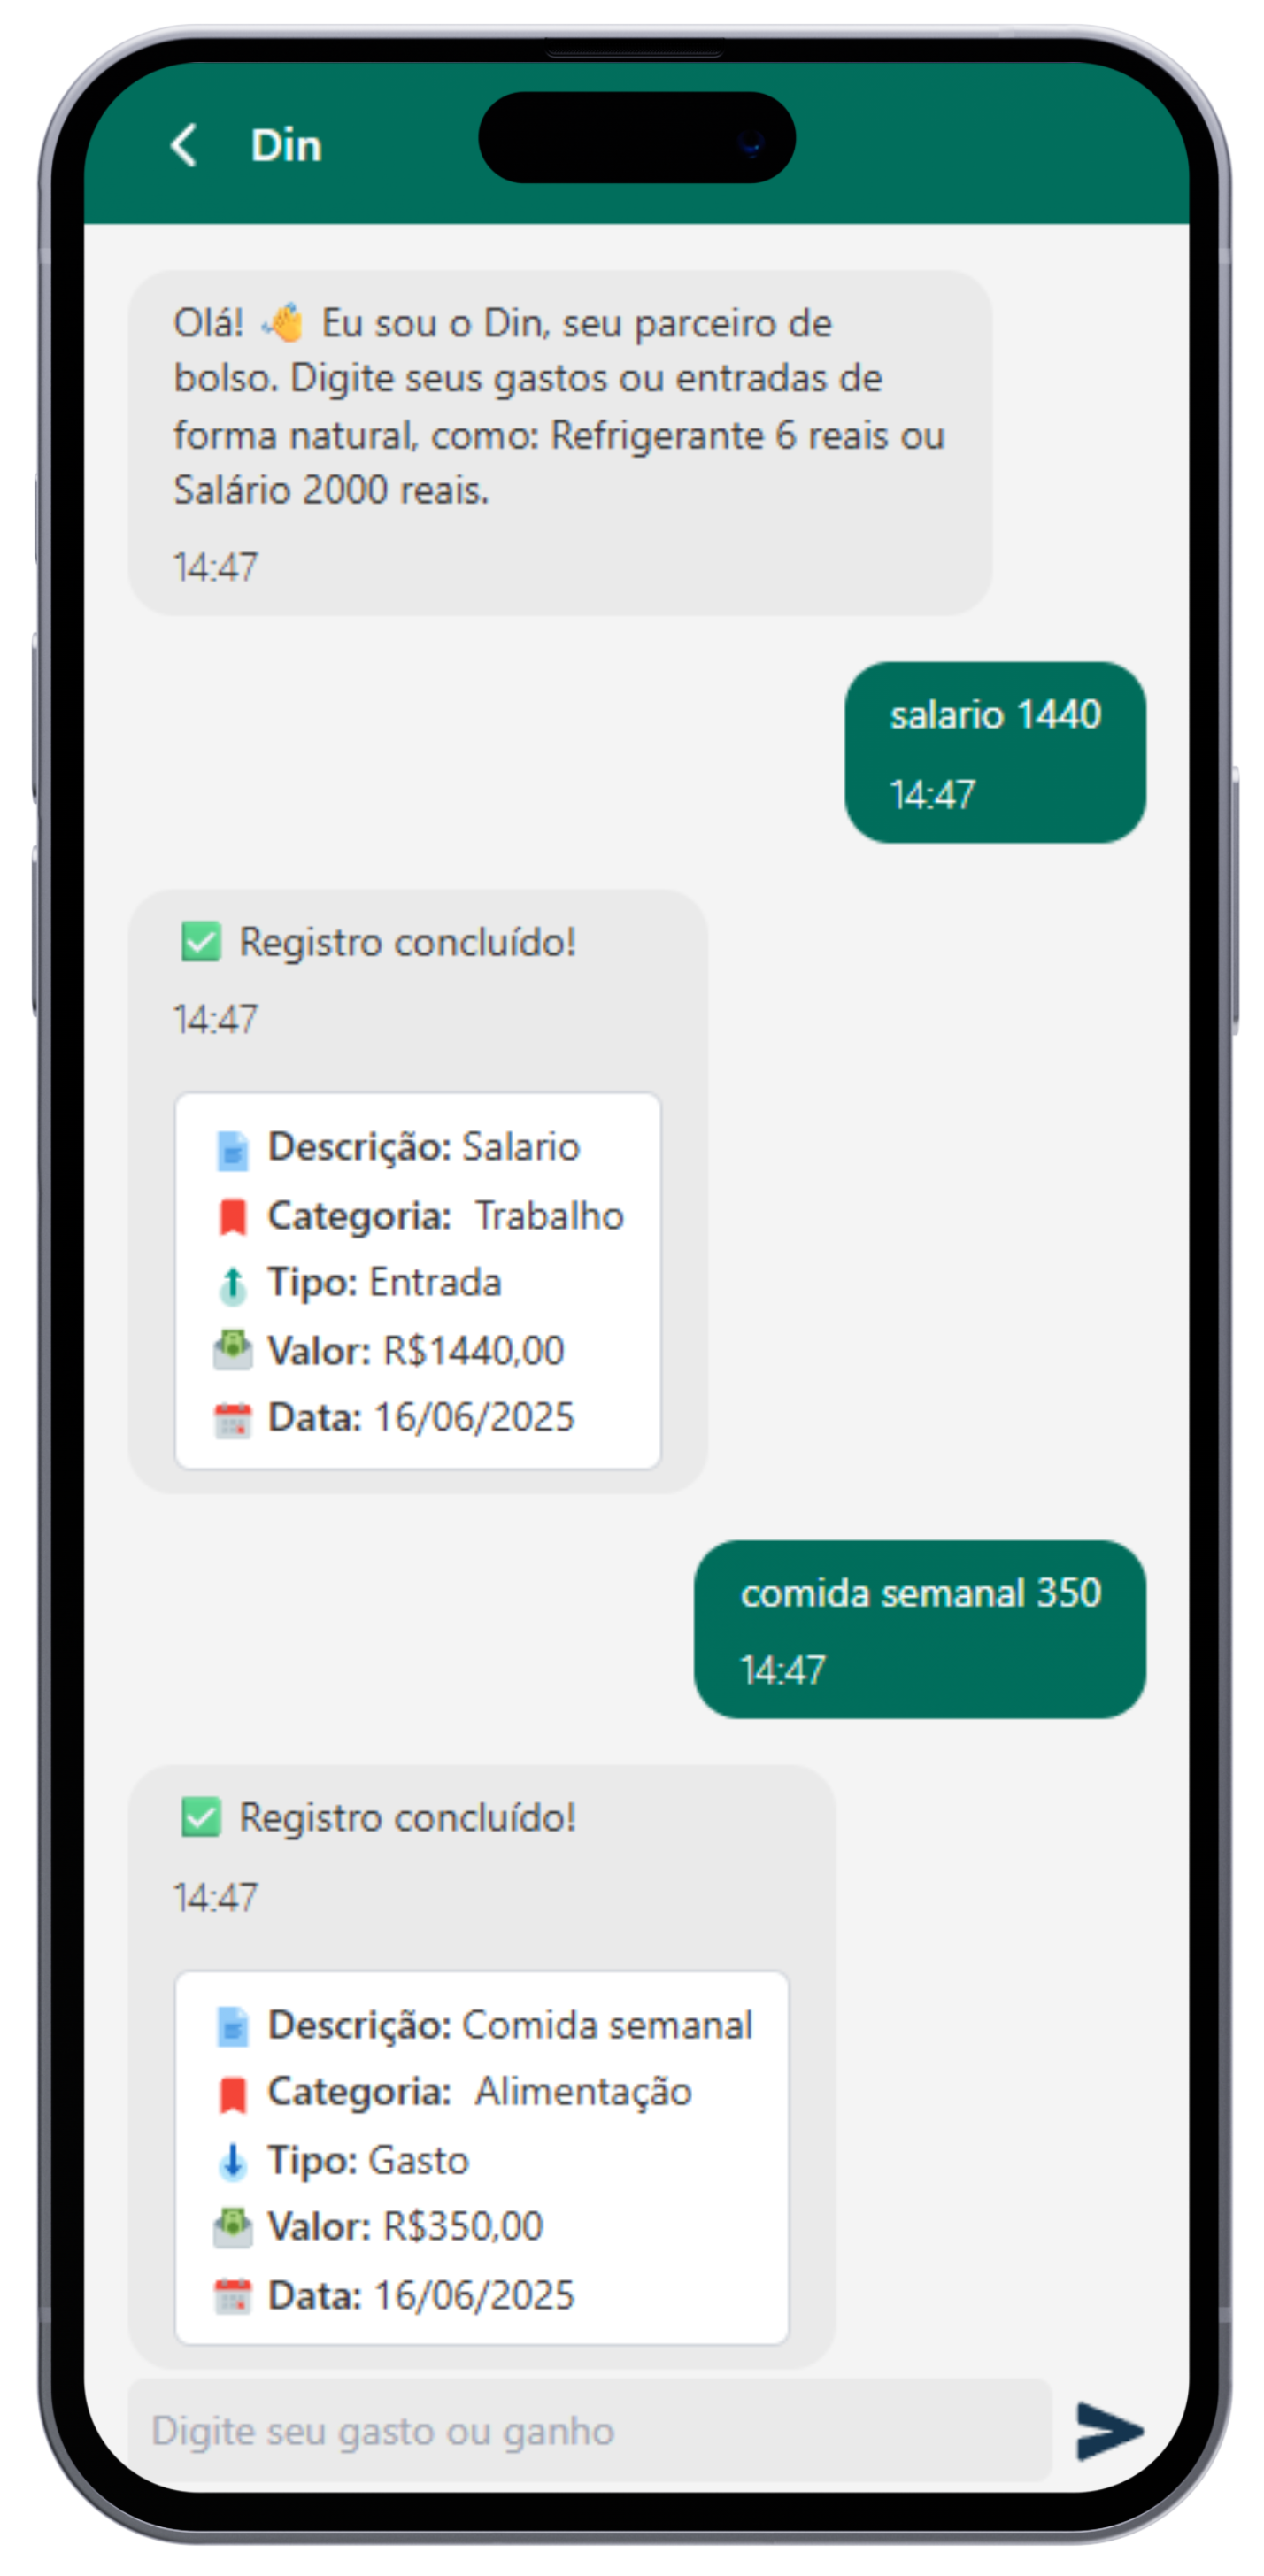 Din
Olá! 👋 Eu sou o Din, seu parceiro de
bolso. Digite seus gastos ou entradas de
forma natural, como: Refrigerante 6 reais ou
Salário 2000 reais.
14:47
salario 1440
14:47
✅ Registro concluído!
14:47
Descrição: Salario
Categoria: Trabalho
Tipo: Entrada
Valor: R$1440,00
Data: 16/06/2025
comida semanal 350
14:47
✅ Registro concluído!
14:47
Descrição: Comida semanal
Categoria: Alimentação
Tipo: Gasto
Valor: R$350,00
Data: 16/06/2025
Digite seu gasto ou ganho